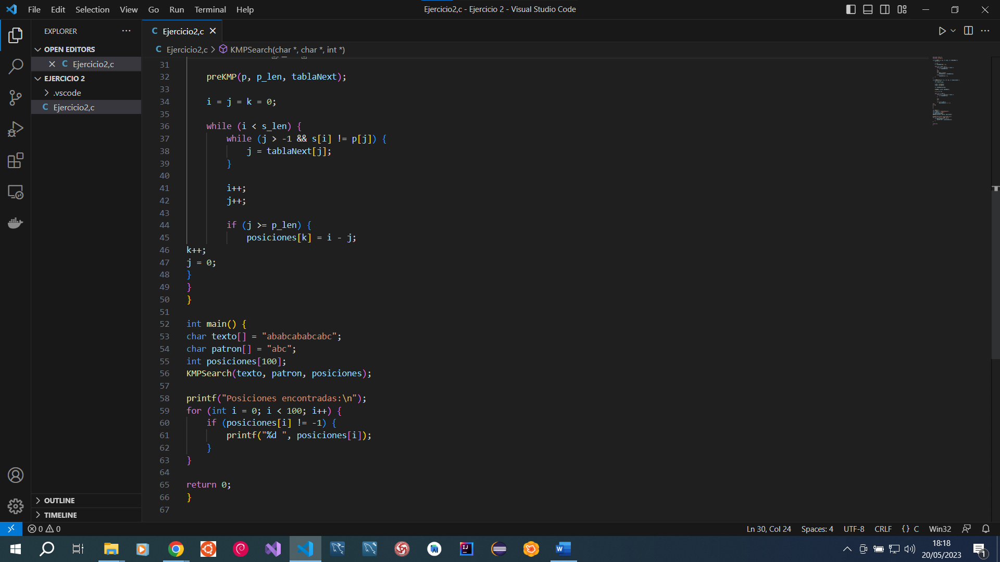 File Edit Selection View Go Run Terminal Help
Ejercicio2,c - Ejercicio 2 - Visual Studio Code
EXPLORER
OPEN EDITORS
Ejercicio2,c
EJERCICIO 2
.vscode
Ejercicio2,c
OUTLINE
TIMELINE
Ejercicio2,c
Ejercicio2,c > KMPSearch(char *, char *, int *)
31
32 preKMP(p, p_len, tablaNext);
33
34 i = j = k = 0;
35
36 while (i < s_len) {
37 while (j > -1 && s[i] != p[j]) {
38 j = tablaNext[j];
39 }
40
41 i++;
42 j++;
43
44 if (j >= p_len) {
45 posiciones[k] = i - j;
46 k++;
47 j = 0;
48 }
49 }
50 }
51
52 int main() {
53 char texto[] = "ababcababcabc";
54 char patron[] = "abc";
55 int posiciones[100];
56 KMPSearch(texto, patron, posiciones);
57
58 printf("Posiciones encontradas:\n");
59 for (int i = 0; i < 100; i++) {
60 if (posiciones[i] != -1) {
61 printf("%d ", posiciones[i]);
62 }
63 }
64
65 return 0;
66 }
67
0 0
Ln 30, Col 24 Spaces: 4 UTF-8 CRLF {} C Win32
18:18
20/05/2023
1